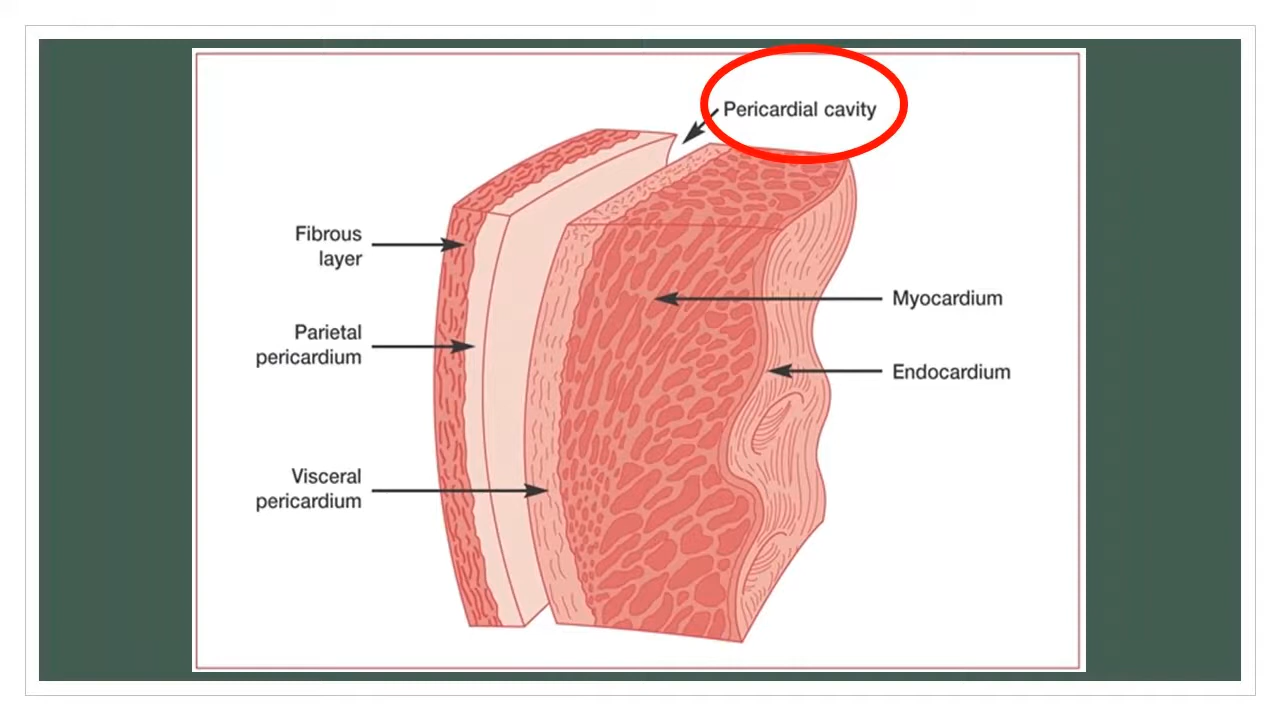 Pericardial cavity
Fibrous
layer
Myocardium
Parietal
pericardium
Endocardium
Visceral
pericardium